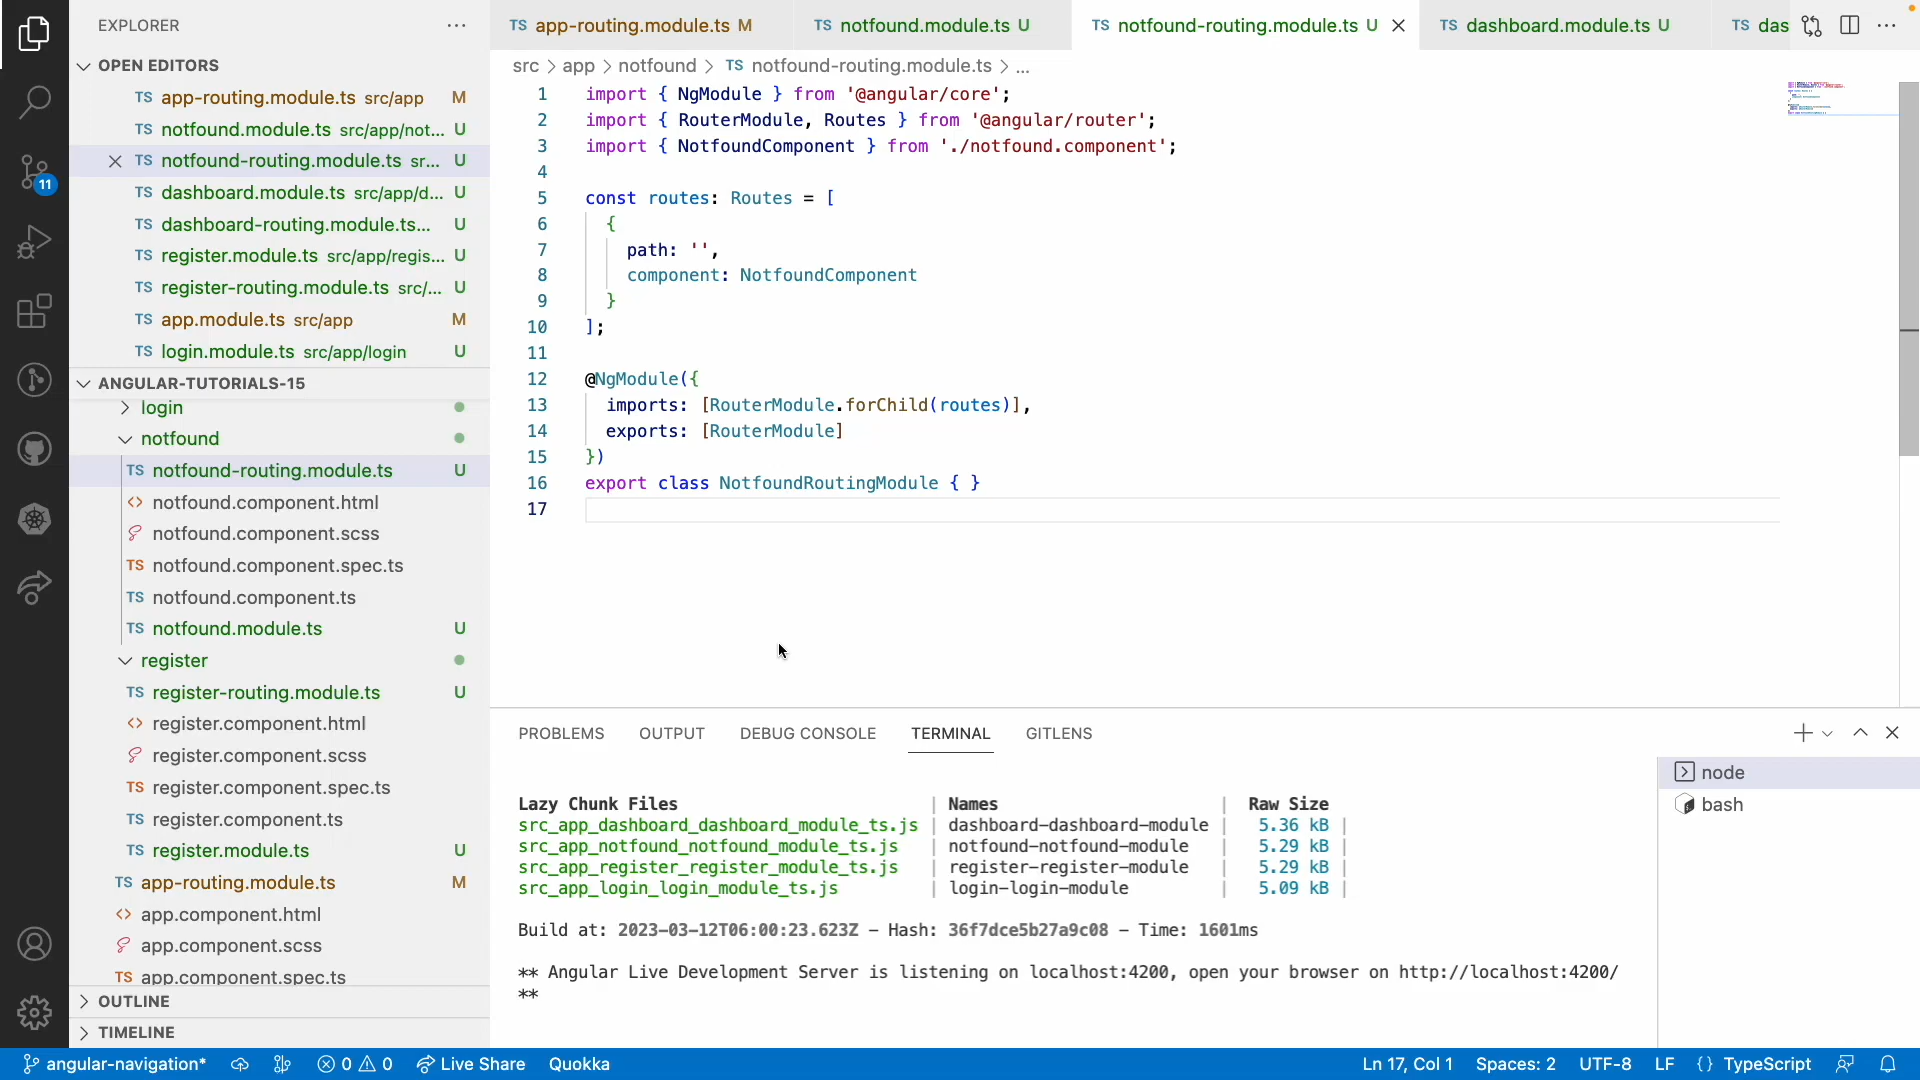 EXPLORER
OPEN EDITORS
TS app-routing.module.ts src/app M
TS notfound.module.ts src/app/not... U
TS notfound-routing.module.ts sr... U
TS dashboard.module.ts src/app/d... U
TS dashboard-routing.module.ts... U
TS register.module.ts src/app/regis... U
TS register-routing.module.ts src/... U
TS app.module.ts src/app M
TS login.module.ts src/app/login U
ANGULAR-TUTORIALS-15
login
notfound
TS notfound-routing.module.ts U
notfound.component.html
notfound.component.scss
TS notfound.component.spec.ts
TS notfound.component.ts
TS notfound.module.ts U
register
TS register-routing.module.ts U
register.component.html
register.component.scss
TS register.component.spec.ts
TS register.component.ts
TS register.module.ts U
TS app-routing.module.ts M
app.component.html
app.component.scss
TS app.component.spec.ts
OUTLINE
TIMELINE
11
TS app-routing.module.ts M
TS notfound.module.ts U
TS notfound-routing.module.ts U
TS dashboard.module.ts U
TS das
src > app > notfound > TS notfound-routing.module.ts > ...
1 import { NgModule } from '@angular/core';
2 import { RouterModule, Routes } from '@angular/router';
3 import { NotfoundComponent } from './notfound.component';
4
5 const routes: Routes = [
6 {
7 path: '',
8 component: NotfoundComponent
9 }
10 ];
11
12 @NgModule({
13 imports: [RouterModule.forChild(routes)],
14 exports: [RouterModule]
15 })
16 export class NotfoundRoutingModule { }
17
PROBLEMS OUTPUT DEBUG CONSOLE TERMINAL GITLENS
Lazy Chunk Files | Names | Raw Size
src_app_dashboard_dashboard_module_ts.js | dashboard-dashboard-module | 5.36 kB |
src_app_notfound_notfound_module_ts.js | notfound-notfound-module | 5.29 kB |
src_app_register_register_module_ts.js | register-register-module | 5.29 kB |
src_app_login_login_module_ts.js | login-login-module | 5.09 kB |
Build at: 2023-03-12T06:00:23.623Z - Hash: 36f7dce5b27a9c08 - Time: 1601ms
** Angular Live Development Server is listening on localhost:4200, open your browser on http://localhost:4200/
**
node
bash
angular-navigation* 0 0 Live Share Quokka Ln 17, Col 1 Spaces: 2 UTF-8 LF {} TypeScript